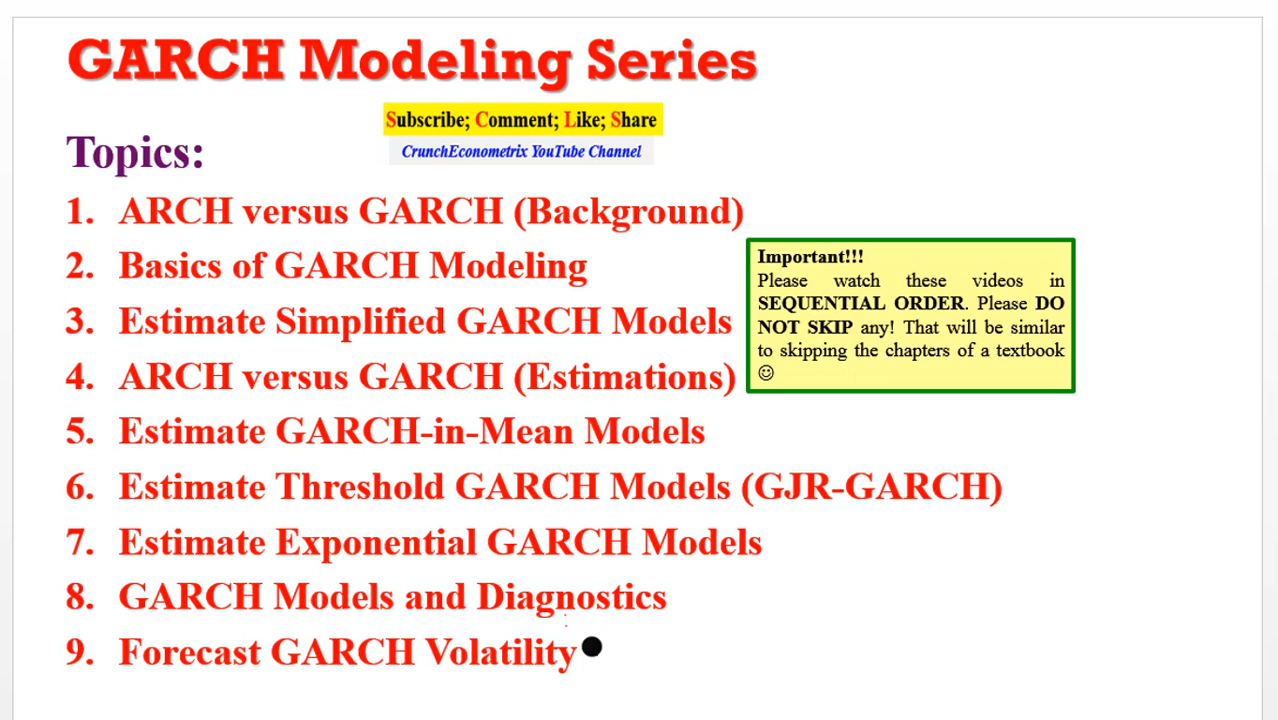 GARCH Modeling Series
Subscribe; Comment; Like; Share
CrunchEconometrix YouTube Channel
Topics:
1. ARCH versus GARCH (Background)
2. Basics of GARCH Modeling
3. Estimate Simplified GARCH Models
4. ARCH versus GARCH (Estimations)
5. Estimate GARCH-in-Mean Models
6. Estimate Threshold GARCH Models (GJR-GARCH)
7. Estimate Exponential GARCH Models
8. GARCH Models and Diagnostics
9. Forecast GARCH Volatility
Important!!!
Please watch these videos in
SEQUENTIAL ORDER. Please DO
NOT SKIP any! That will be similar
to skipping the chapters of a textbook
☺